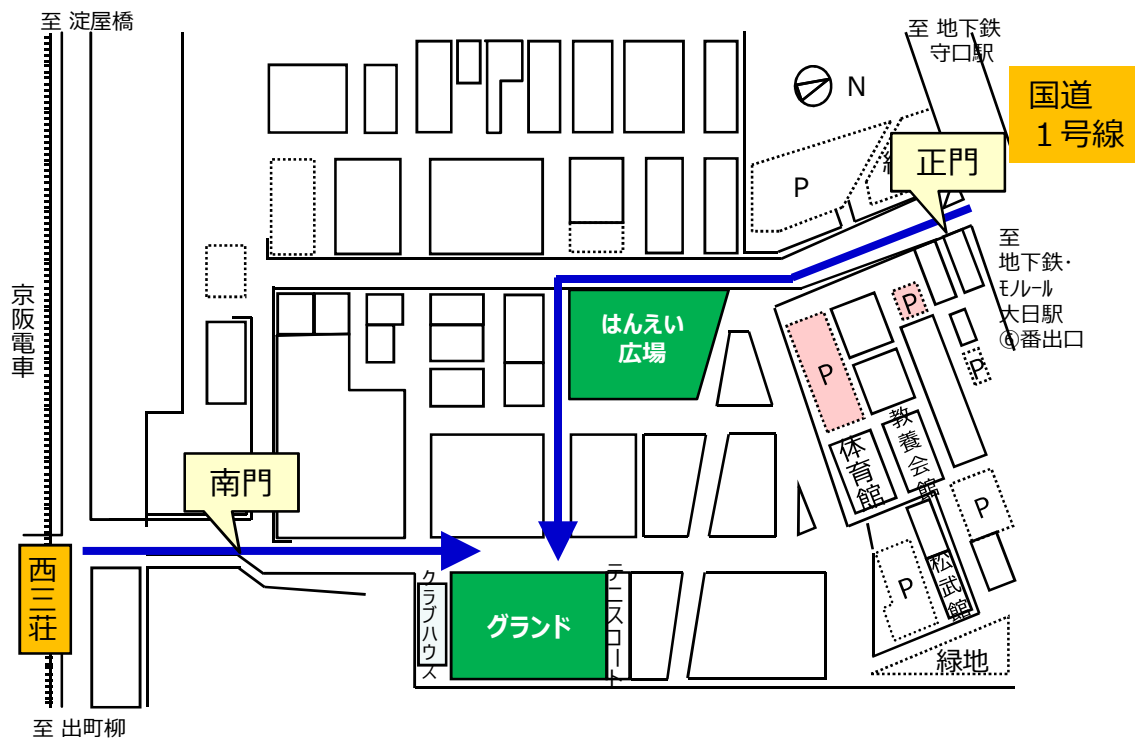 至 淀屋橋
至 地下鉄
守口駅
N
国道
１号線
正門
P
至
地下鉄・
ﾓﾉﾚｰﾙ
大日駅
⑥番出口
京阪電車
はんえい
広場
P
P
P
体育館
教養会館
南門
P
西三荘
クラブハウス
グランド
テニスコート
P
松武館
緑地
至 出町柳